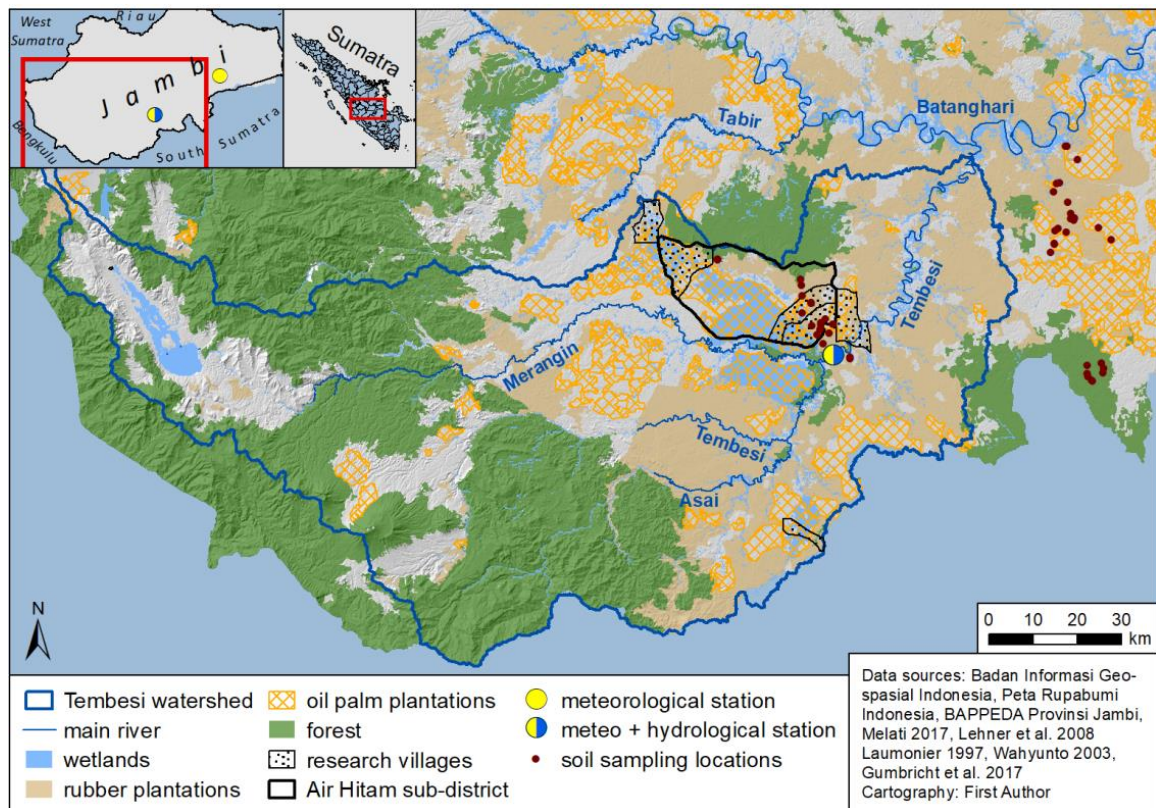 West
Sumatra
Riau
Jambi
Bengkulu
South Sumatra
Sumatra
Batanghari
Tabir
Tembesi
Merangin
Tembesi
Asai
N
0 10 20 30
km
Tembesi watershed
main river
wetlands
rubber plantations
oil palm plantations
forest
research villages
Air Hitam sub-district
meteorological station
meteo + hydrological station
soil sampling locations
Data sources: Badan Informasi Geo-
spasial Indonesia, Peta Rupabumi
Indonesia, BAPPEDA Provinsi Jambi,
Melati 2017, Lehner et al. 2008
Laumonier 1997, Wahyunto 2003,
Gumbricht et al. 2017
Cartography: First Author